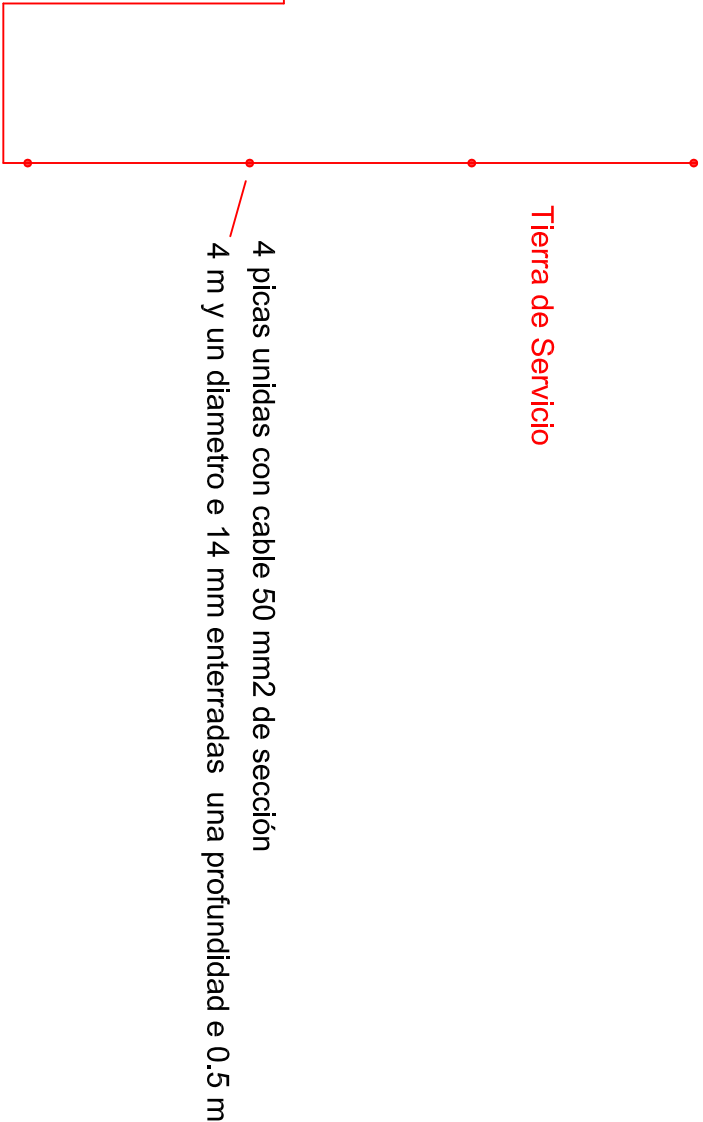 Tierra de Servicio
4 picas unidas con cable 50 mm2 de sección
4 m y un diametro e 14 mm enterradas  una profundidad e 0.5 m